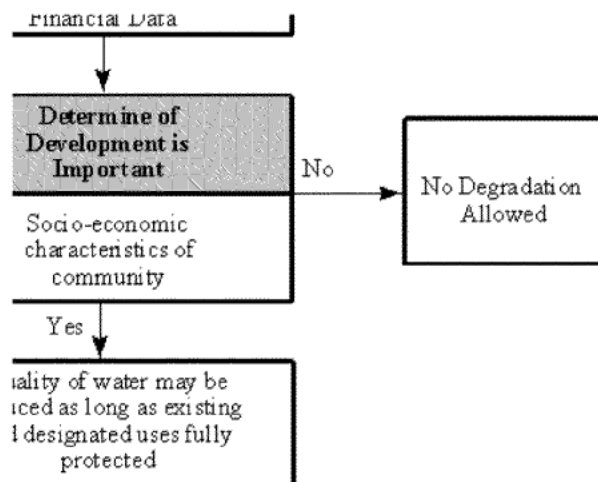 Financial Data
Determine of
Development is
Important
No
No Degradation
Allowed
Socio-economic
characteristics of
community
Yes
uality of water may be
uced as long as existing
d designated uses fully
protected